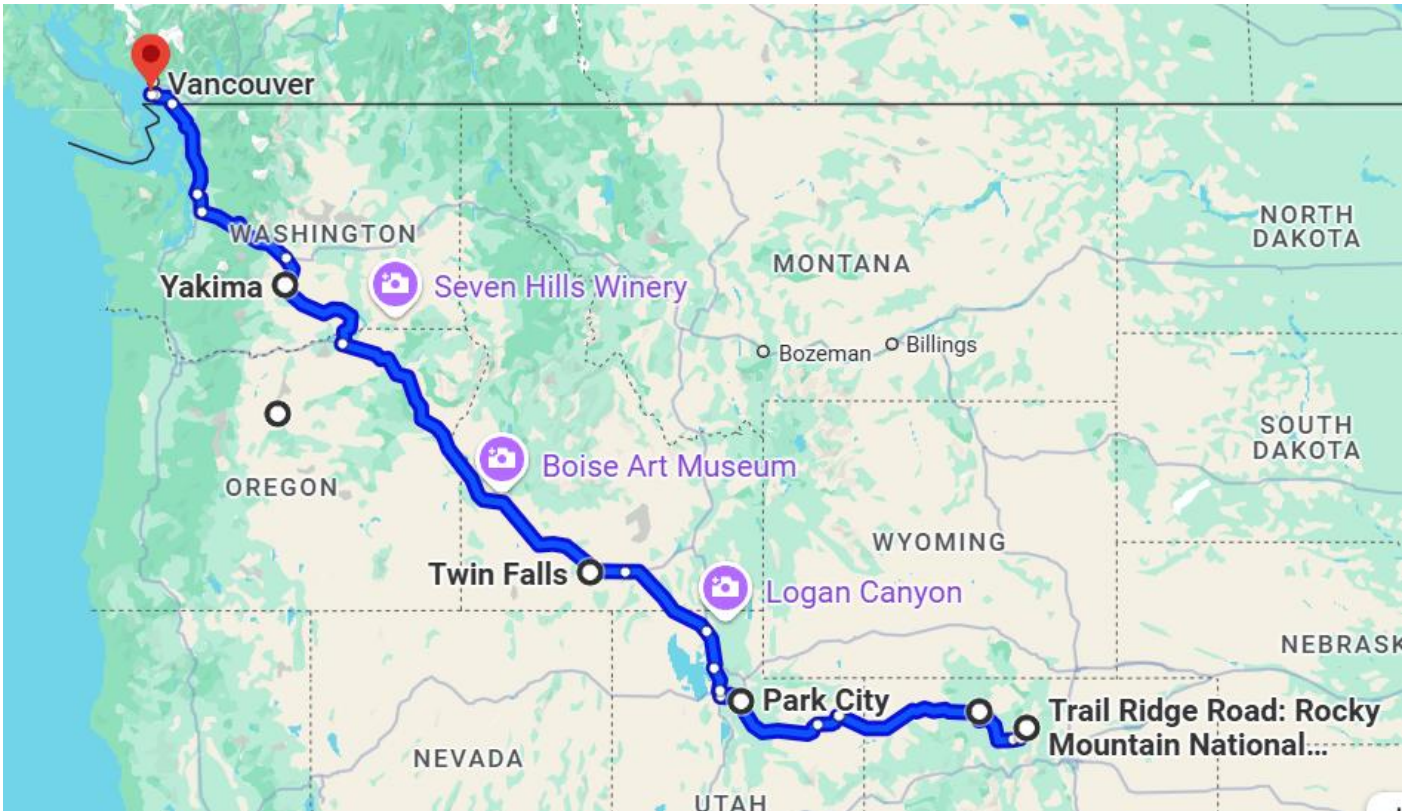 Vancouver
WASHINGTON
NORTH
DAKOTA
MONTANA
Yakima
Seven Hills Winery
Bozeman
Billings
SOUTH
DAKOTA
Boise Art Museum
OREGON
WYOMING
Twin Falls
Logan Canyon
NEBRASK
Park City
Trail Ridge Road: Rocky
Mountain National...
NEVADA
UTAH